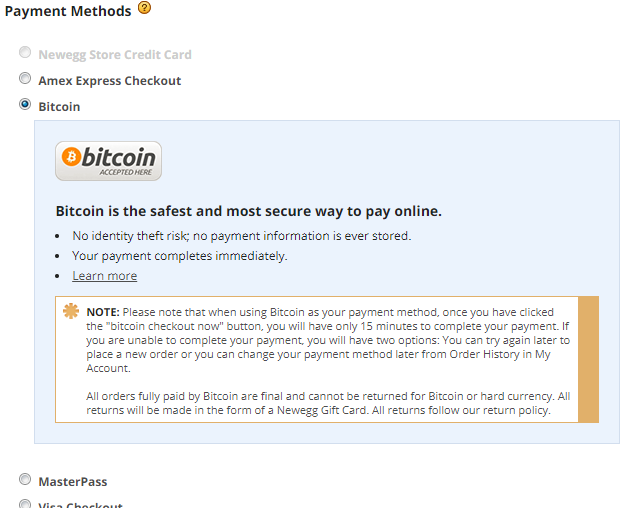 Payment Methods ?
Newegg Store Credit Card
Amex Express Checkout
Bitcoin
bitcoin
ACCEPTED HERE
Bitcoin is the safest and most secure way to pay online.
• No identity theft risk; no payment information is ever stored.
• Your payment completes immediately.
• Learn more
NOTE: Please note that when using Bitcoin as your payment method, once you have clicked
the "bitcoin checkout now" button, you will have only 15 minutes to complete your payment. If
you are unable to complete your payment, you will have two options: You can try again later to
place a new order or you can change your payment method later from Order History in My
Account.
All orders fully paid by Bitcoin are final and cannot be returned for Bitcoin or hard currency. All
returns will be made in the form of a Newegg Gift Card. All returns follow our return policy.
MasterPass
Visa Checkout